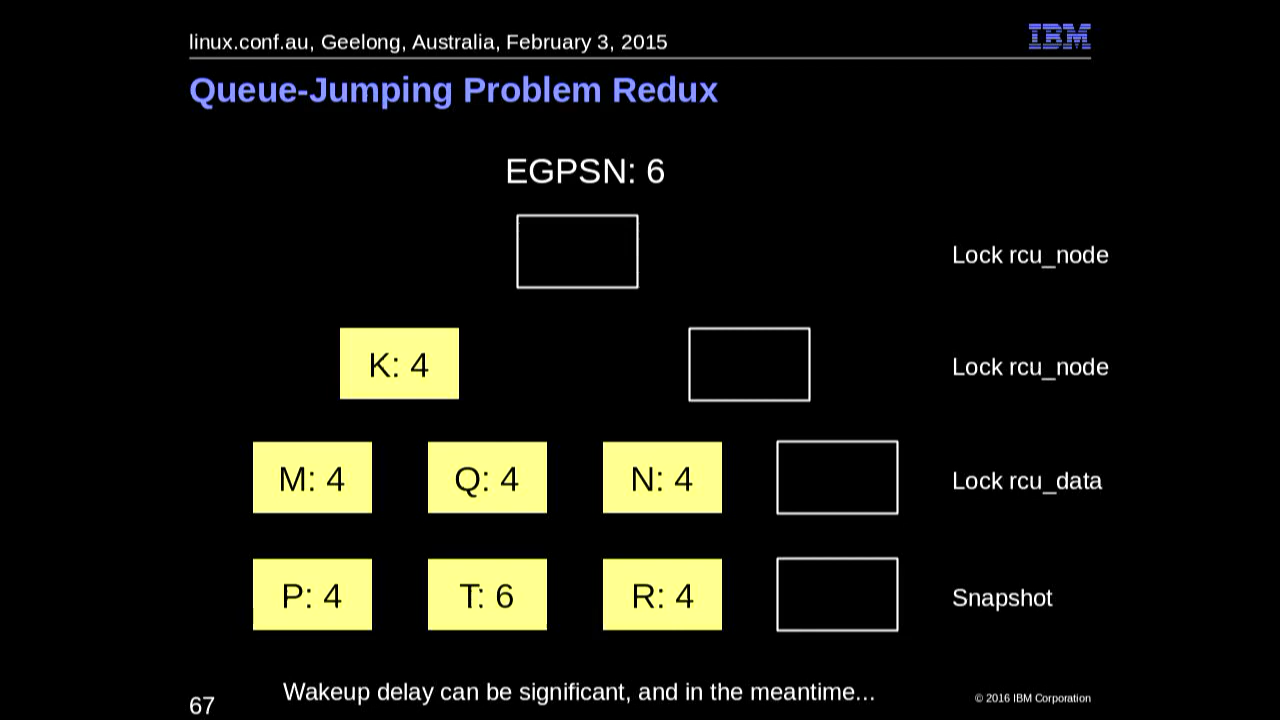 linux.conf.au, Geelong, Australia, February 3, 2015
IBM
Queue-Jumping Problem Redux
EGPSN: 6
Lock rcu_node
K: 4
Lock rcu_node
M: 4
Q: 4
N: 4
Lock rcu_data
P: 4
T: 6
R: 4
Snapshot
Wakeup delay can be significant, and in the meantime...
67
© 2016 IBM Corporation